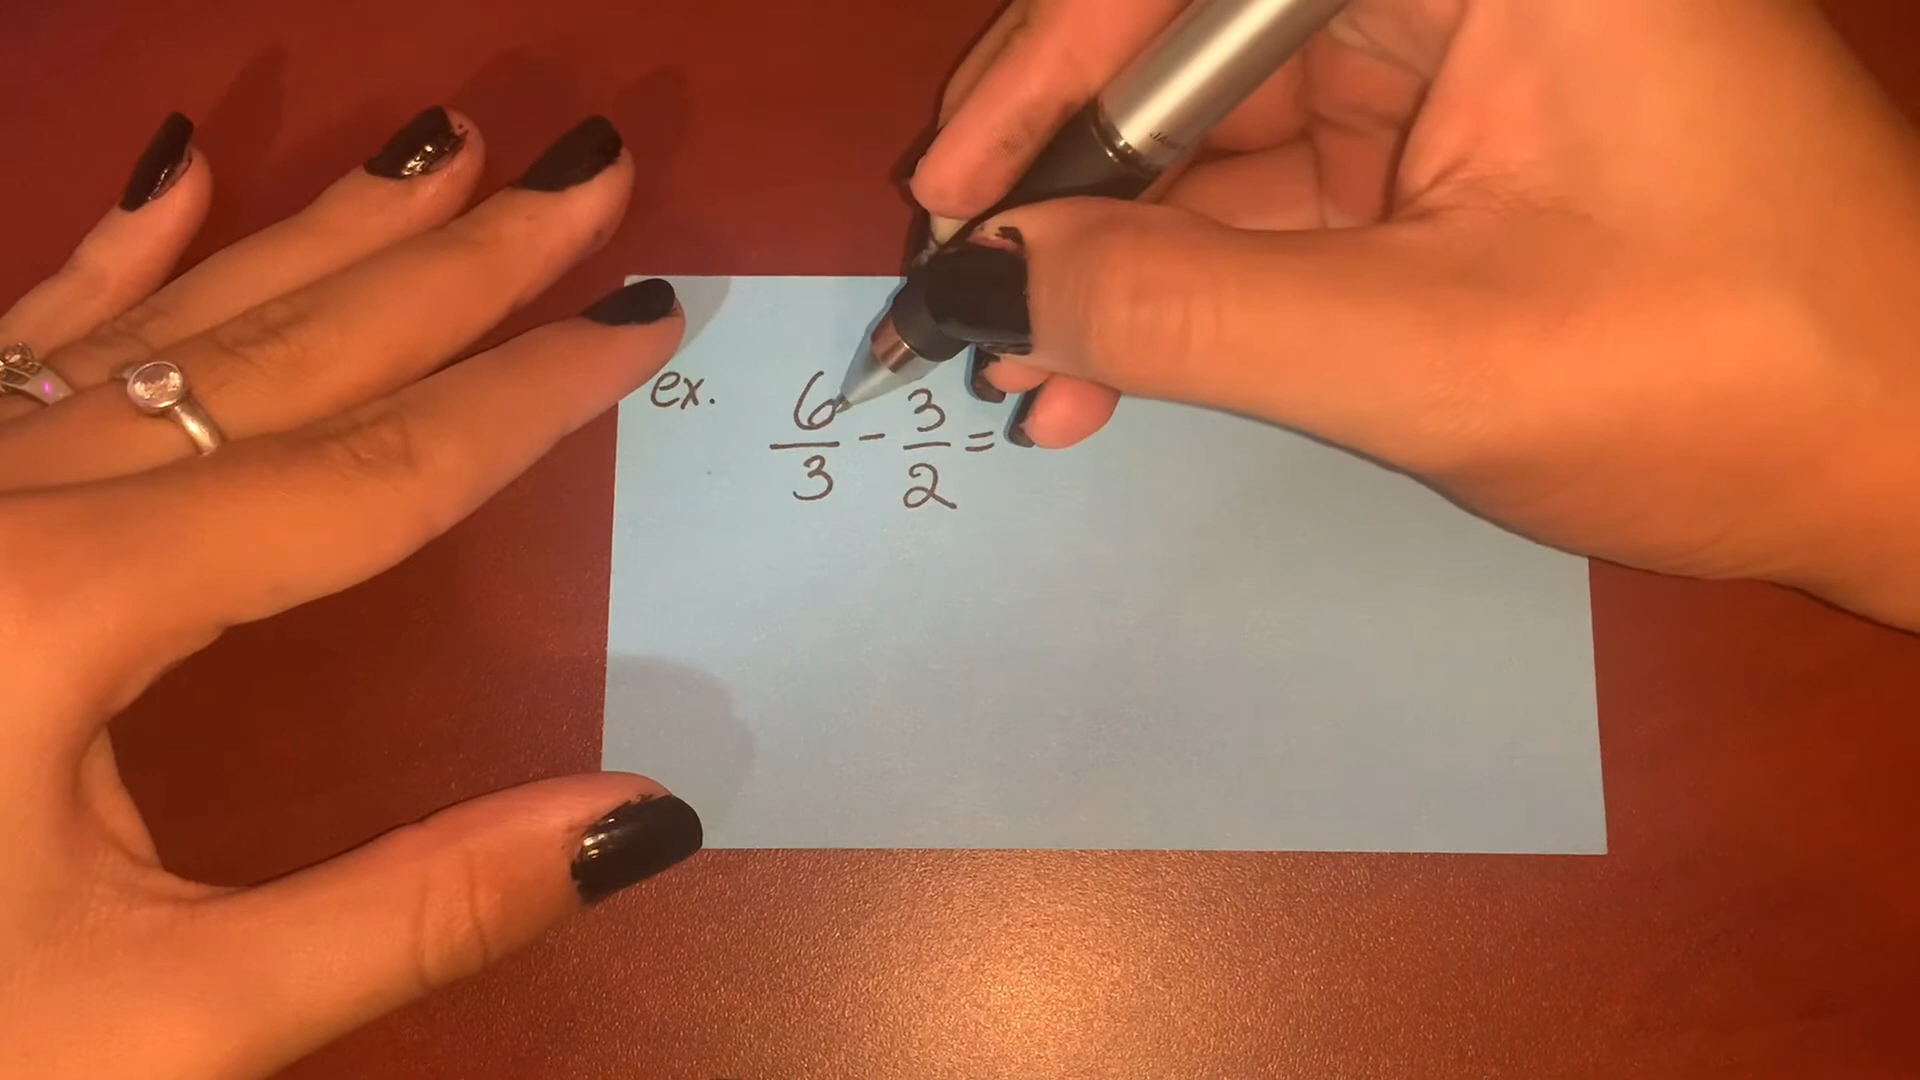 ex. 6/3 - 3/2 =